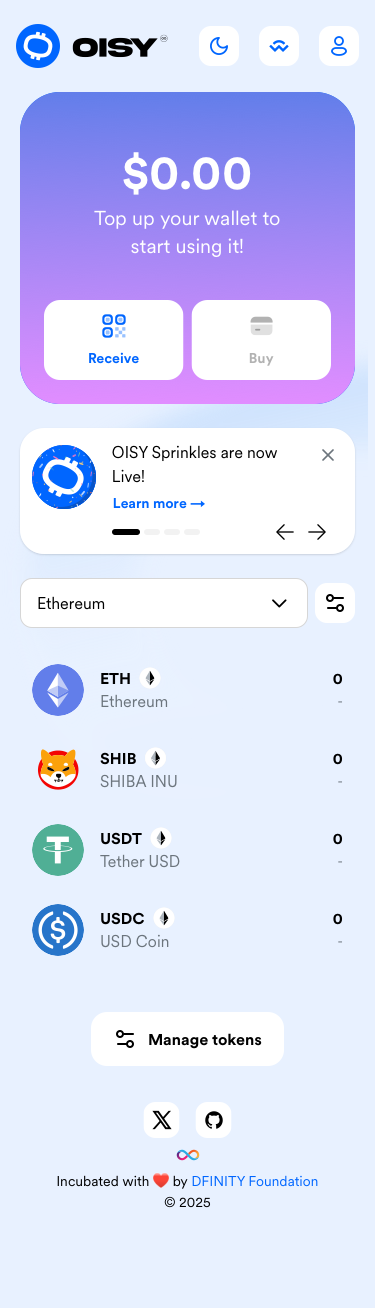 OISY
$0.00
Top up your wallet to
start using it!
Receive
Buy
OISY Sprinkles are now
Live!
Learn more →
Ethereum
ETH
0
Ethereum
-
SHIB
0
SHIBA INU
-
USDT
0
Tether USD
-
USDC
0
USD Coin
-
Manage tokens
Incubated with ❤️ by DFINITY Foundation
© 2025